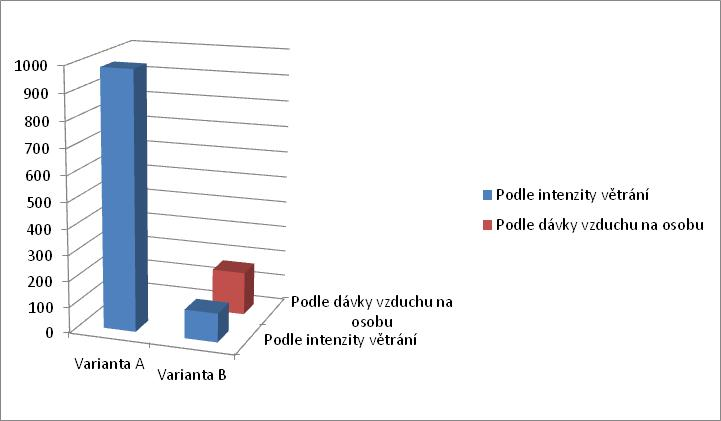 1000
900
800
700
600
500
400
300
200
100
0
Varianta A
Varianta B
Podle dávky vzduchu na
osobu
Podle intenzity větrání
Podle intenzity větrání
Podle dávky vzduchu na osobu